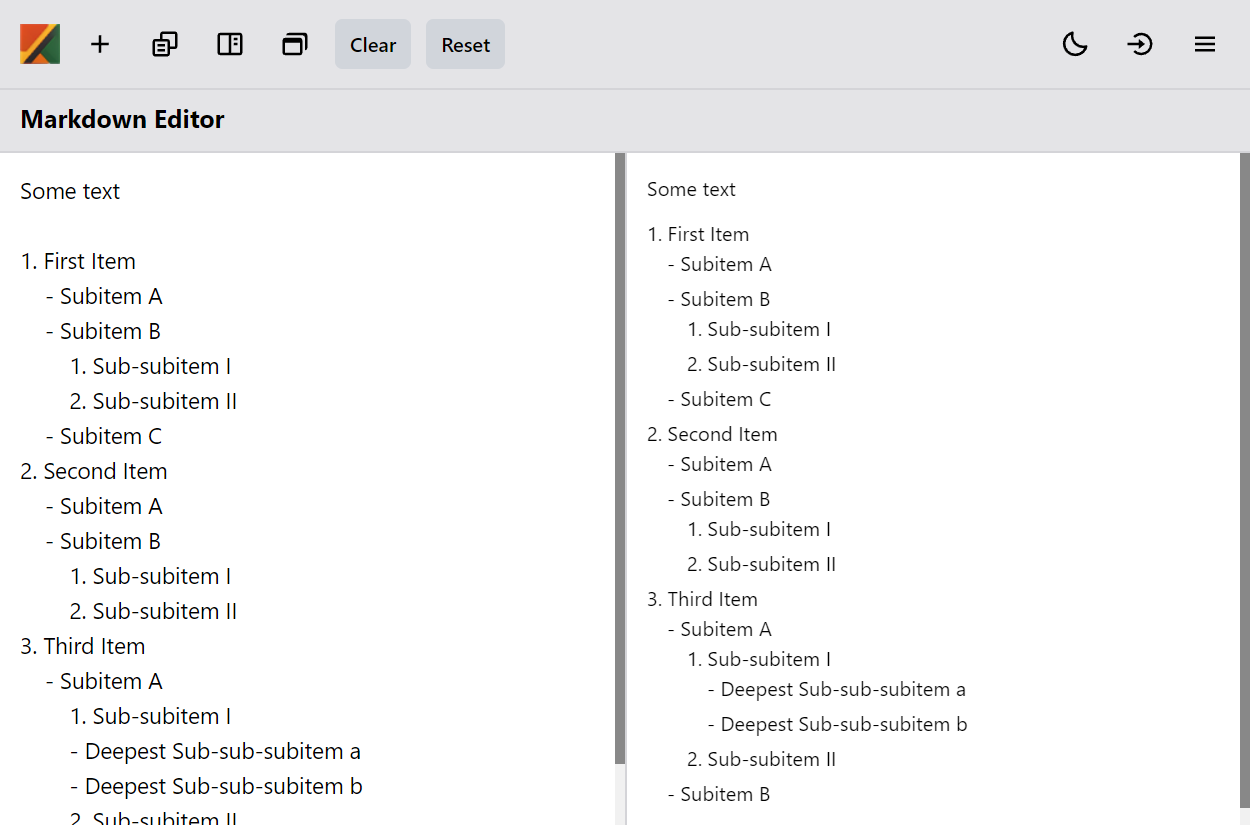 Clear Reset
Markdown Editor
Some text
1. First Item
- Subitem A
- Subitem B
1. Sub-subitem I
2. Sub-subitem II
- Subitem C
2. Second Item
- Subitem A
- Subitem B
1. Sub-subitem I
2. Sub-subitem II
3. Third Item
- Subitem A
1. Sub-subitem I
- Deepest Sub-sub-subitem a
- Deepest Sub-sub-subitem b
2. Sub-subitem II
Some text
1. First Item
- Subitem A
- Subitem B
1. Sub-subitem I
2. Sub-subitem II
- Subitem C
2. Second Item
- Subitem A
- Subitem B
1. Sub-subitem I
2. Sub-subitem II
3. Third Item
- Subitem A
1. Sub-subitem I
- Deepest Sub-sub-subitem a
- Deepest Sub-sub-subitem b
2. Sub-subitem II
- Subitem B